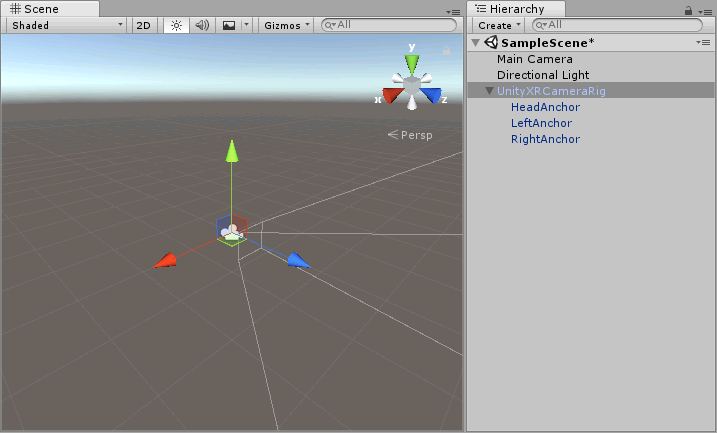 Scene
Shaded 2D Gizmos All
y
x z
Persp
Hierarchy
Create All
SampleScene*
Main Camera
Directional Light
UnityXRCameraRig
HeadAnchor
LeftAnchor
RightAnchor